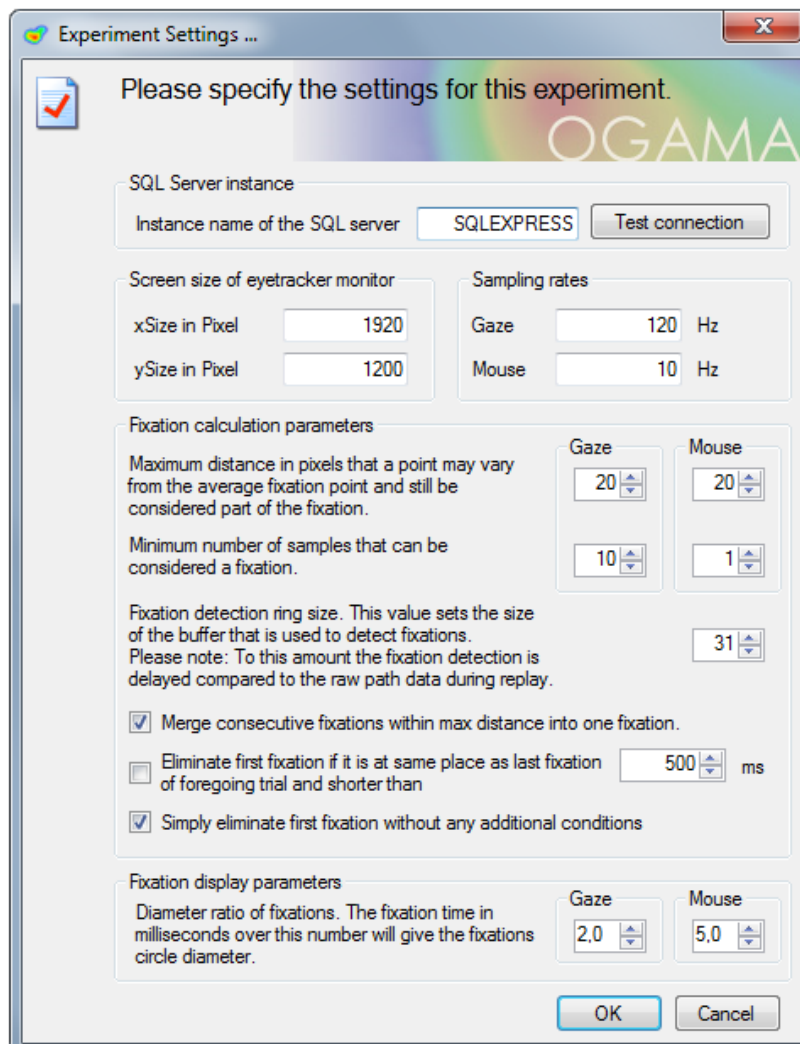 Experiment Settings ...
X
Please specify the settings for this experiment.
OGAMA
SQL Server instance
Instance name of the SQL server SQLEXPRESS Test connection
Screen size of eyetracker monitor
xSize in Pixel 1920
ySize in Pixel 1200
Sampling rates
Gaze 120 Hz
Mouse 10 Hz
Fixation calculation parameters
Gaze Mouse
Maximum distance in pixels that a point may vary
from the average fixation point and still be
considered part of the fixation.
20 20
Minimum number of samples that can be
considered a fixation.
10 1
Fixation detection ring size. This value sets the size
of the buffer that is used to detect fixations.
Please note: To this amount the fixation detection is
delayed compared to the raw path data during replay.
31
Merge consecutive fixations within max distance into one fixation.
Eliminate first fixation if it is at same place as last fixation
of foregoing trial and shorter than
500 ms
Simply eliminate first fixation without any additional conditions
Fixation display parameters
Diameter ratio of fixations. The fixation time in
milliseconds over this number will give the fixations
circle diameter.
Gaze Mouse
2,0 5,0
OK Cancel